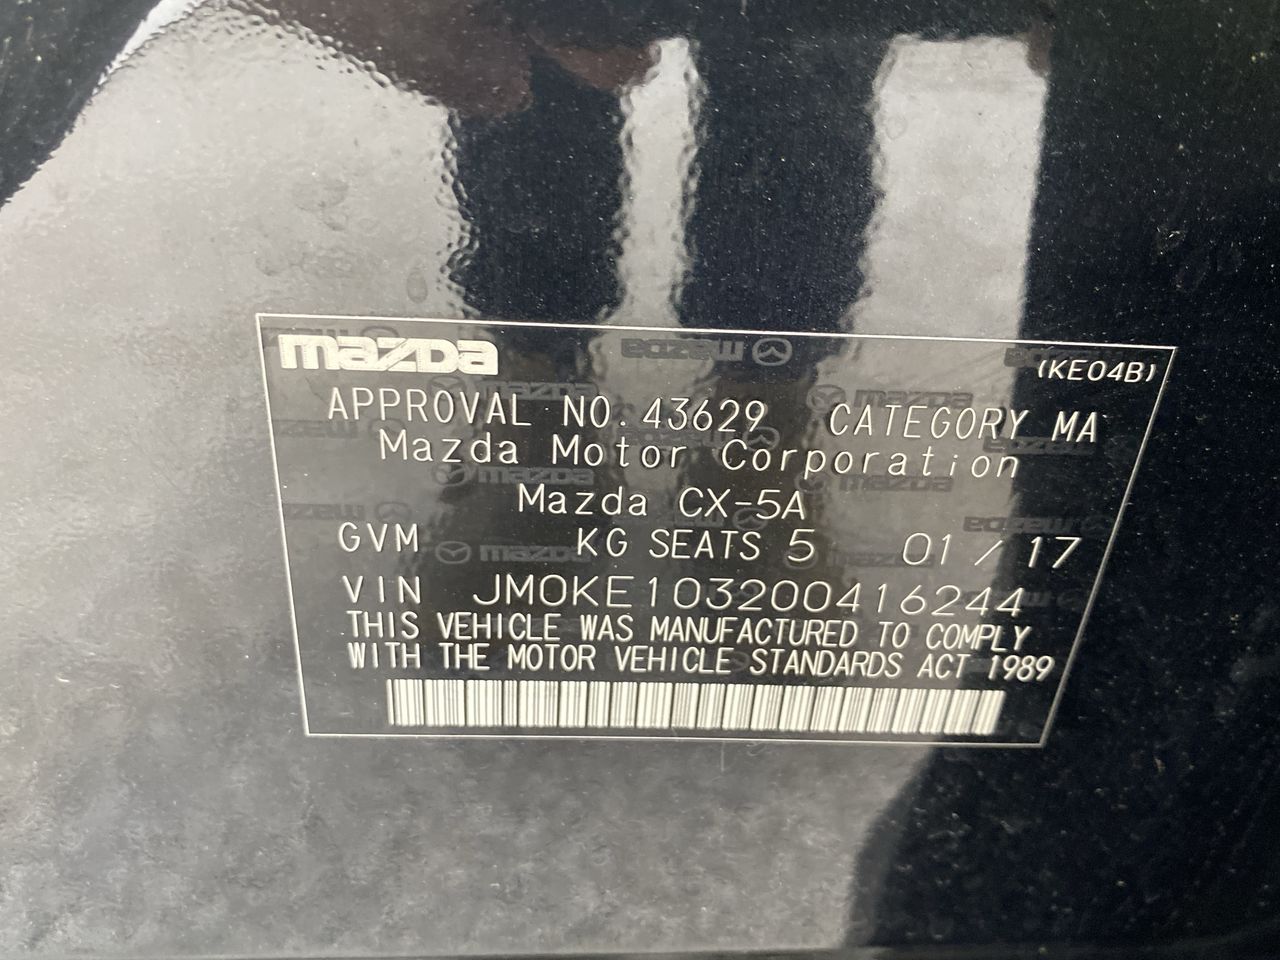 mazda (KE04B)
APPROVAL NO. 43629 CATEGORY MA
Mazda Motor Corporation
Mazda CX-5A
GVM KG SEATS 5 01 / 17
VIN JM0KE103200416244
THIS VEHICLE WAS MANUFACTURED TO COMPLY
WITH THE MOTOR VEHICLE STANDARDS ACT 1989